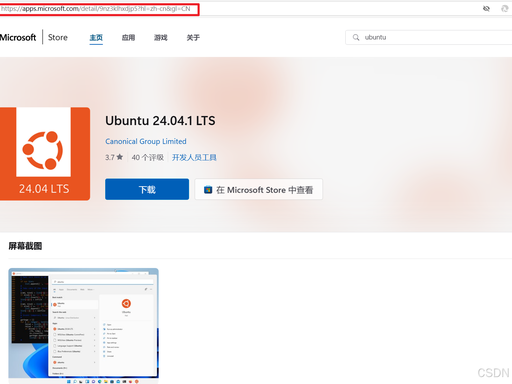 https://apps.microsoft.com/detail/9nz3klhxdjp5?hl=zh-cn&gl=CN
Microsoft Store 主页 应用 游戏 关于 ubuntu
24.04 LTS
Ubuntu 24.04.1 LTS
Canonical Group Limited
3.7★ 40 个评级 开发人员工具
下载 在 Microsoft Store 中查看
屏幕截图
CSDN